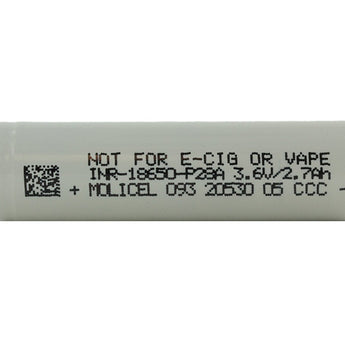 NOT FOR E-CIG OR VAPE
INR-18650-P28A 3.6V/2.7Ah
+ MOLICEL 093 20530 05 CCC -